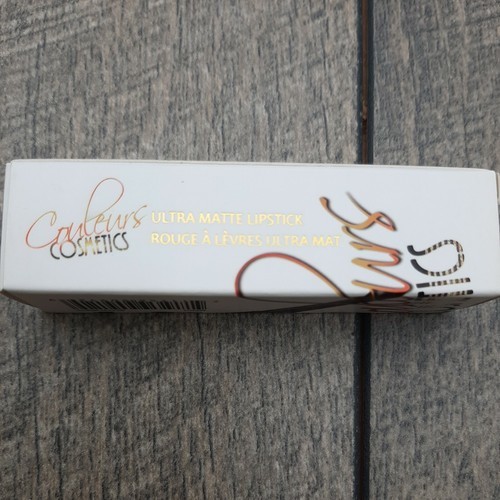 Couleurs
COSMETICS
ULTRA MATTE LIPSTICK
ROUGE À LÈVRES ULTRA MAT